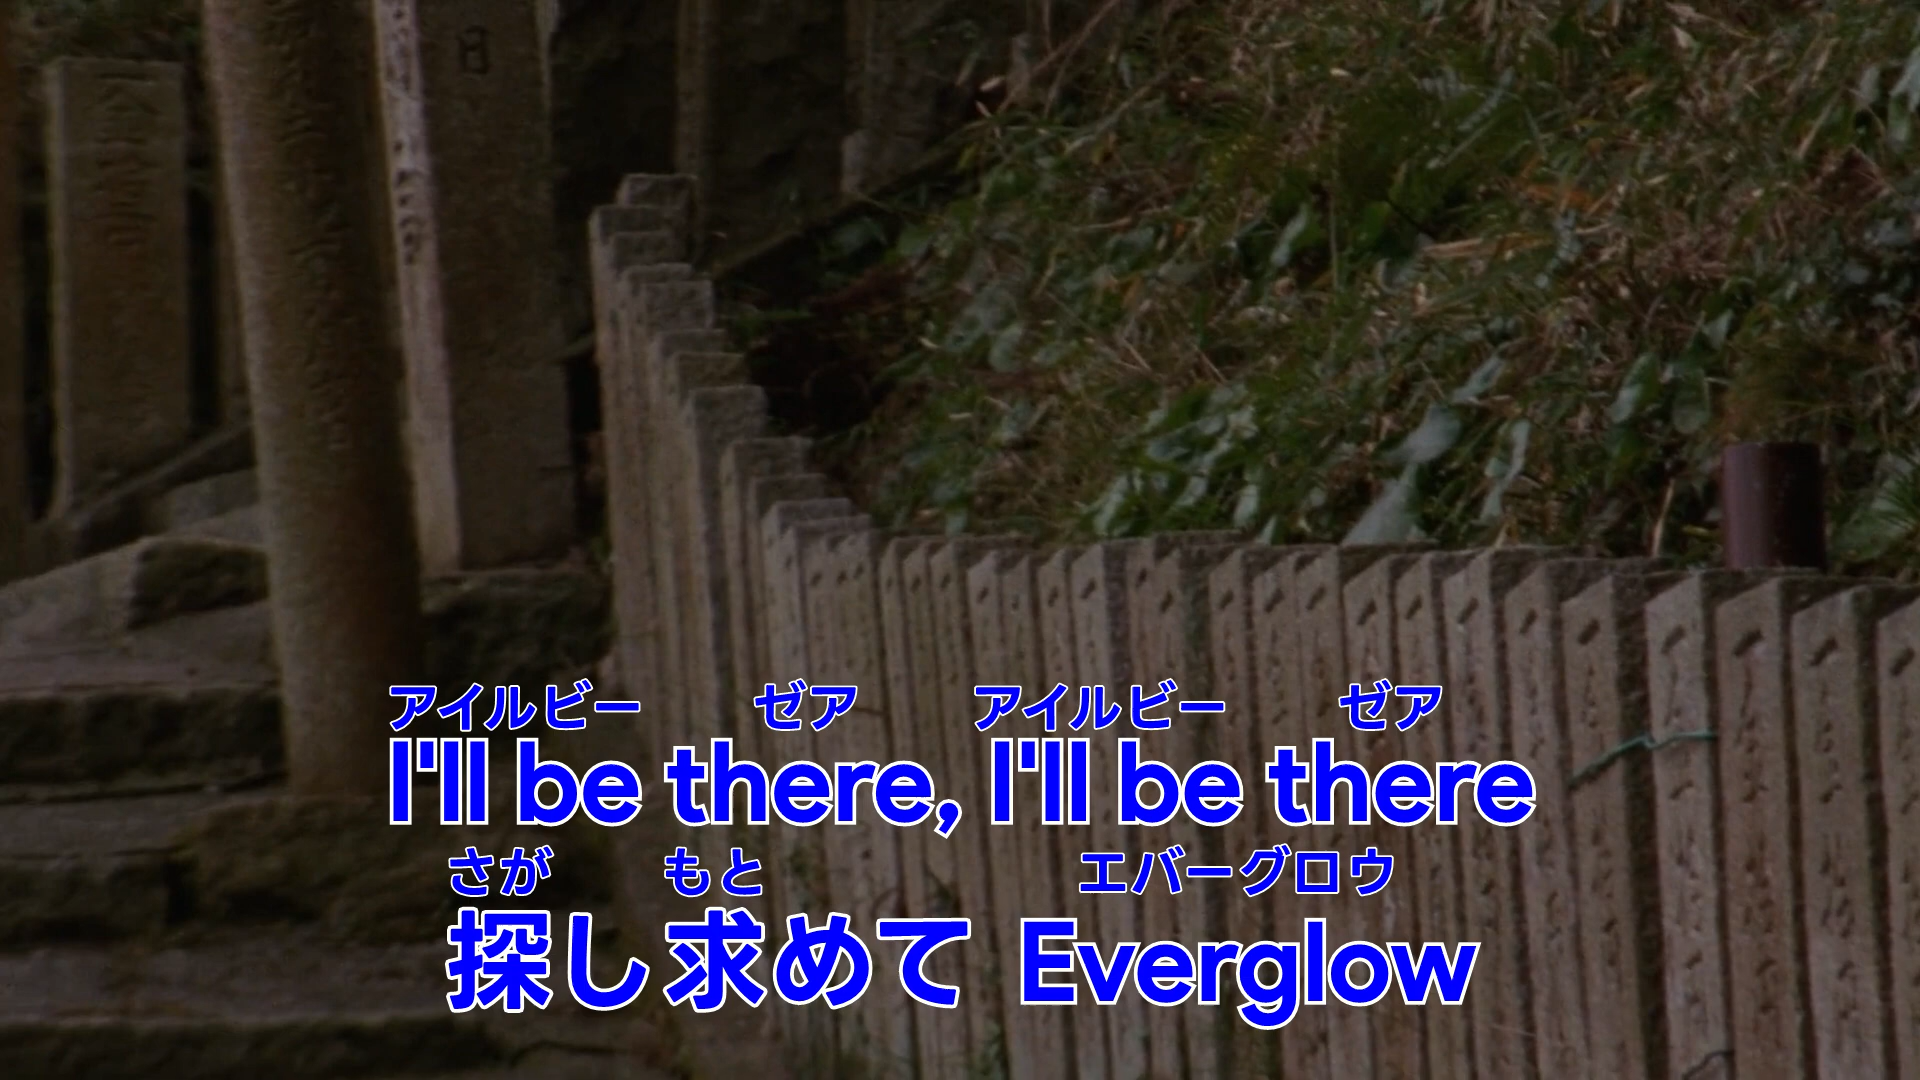 日
アイルビー ゼア アイルビー ゼア
I'll be there, I'll be there
さが もと エバーグロウ
探し求めて Everglow